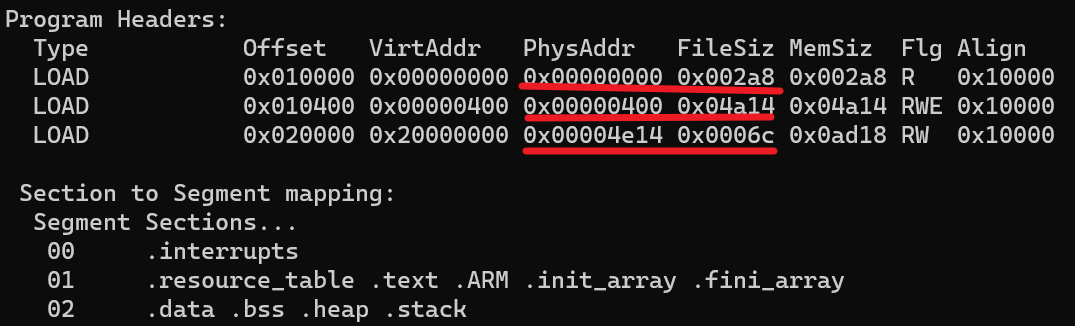 Program Headers:
Type Offset VirtAddr PhysAddr FileSiz MemSiz Flg Align
LOAD 0x010000 0x00000000 0x00000000 0x002a8 0x002a8 R 0x10000
LOAD 0x010400 0x00000400 0x00000400 0x04a14 0x04a14 RWE 0x10000
LOAD 0x020000 0x20000000 0x00004e14 0x0006c 0x0ad18 RW 0x10000
Section to Segment mapping:
Segment Sections...
00 .interrupts
01 .resource_table .text .ARM .init_array .fini_array
02 .data .bss .heap .stack